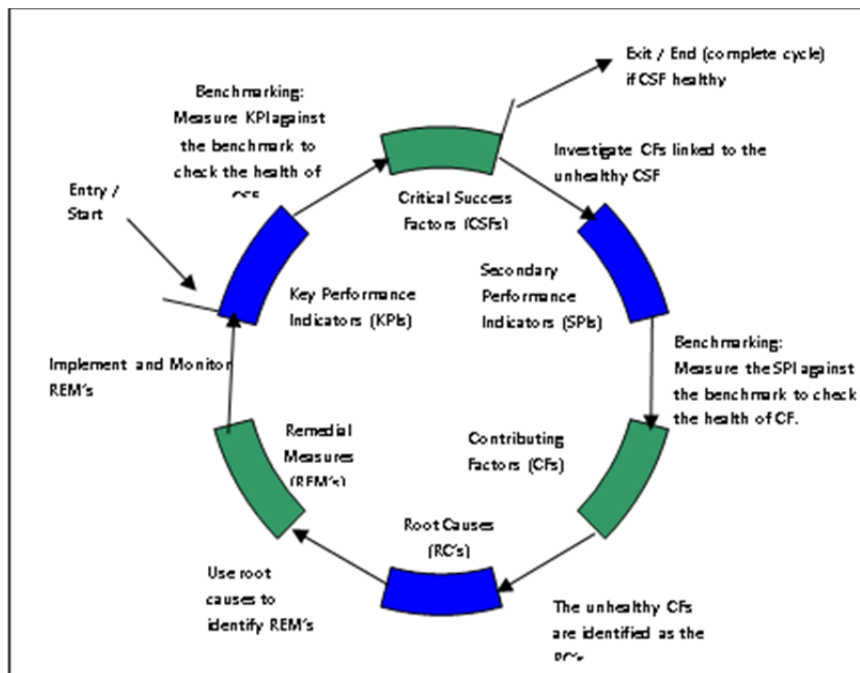 Exit / End (complete cycle)
if CSF healthy
Benchmarking:
Measure KPI against
the benchmark to
check the health of
Investigate CFs linked to the
unhealthy CSF
Entry /
Start
Critical Success
Factors (CSFs)
Key Performance
Indicators (KPIs)
Secondary
Performance
Indicators (SPIs)
Benchmarking:
Measure the SPI against
the benchmark to check
the health of CF.
Implement and Monitor
REM's
Remedial
Measures
(REM's)
Contributing
Factors (CFs)
Root Causes
(RC's)
Use root
causes to
identify REM's
The unhealthy CFs
are identified as the